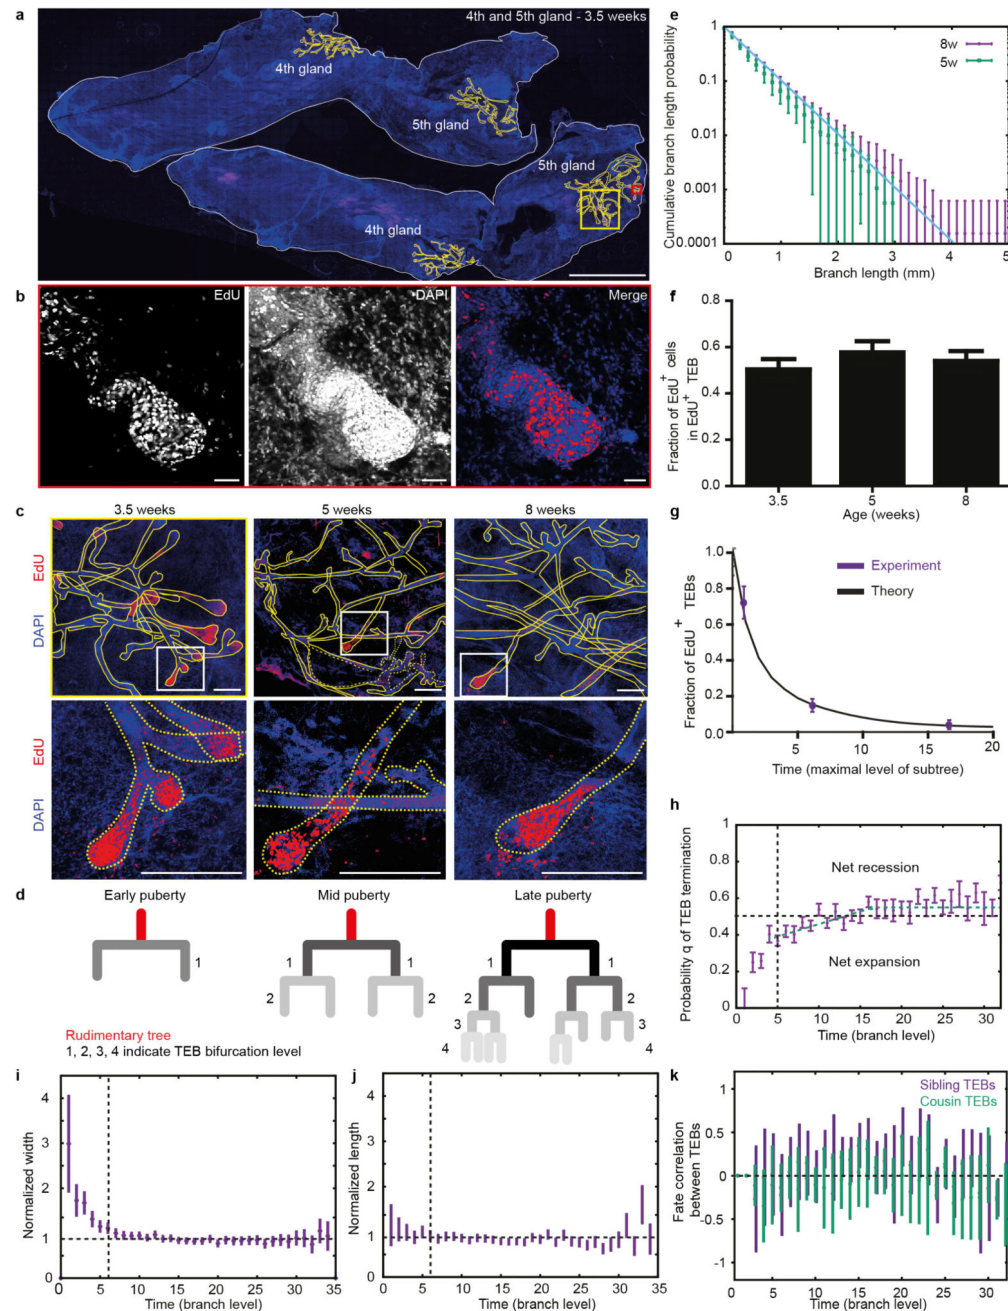 a
4th and 5th gland - 3.5 weeks
4th gland
5th gland
5th gland
4th gland
b
EdU
DAPI
Merge
c
3.5 weeks
5 weeks
8 weeks
EdU
DAPI
EdU
DAPI
d
Early puberty
Mid puberty
Late puberty
1
1
1
2
2
1
1
2
2
3
3
4
4
Rudimentary tree
1, 2, 3, 4 indicate TEB bifurcation level
e
Cumulative branch length probability
1
0.1
0.01
0.001
0.0001
8w
5w
0
1
2
3
4
5
Branch length (mm)
f
Fraction of EdU+ cells
in EdU+ TEB
0.8
0.6
0.4
0.2
0.0
3.5
5
8
Age (weeks)
g
Fraction of EdU+ TEBs
1.0
0.8
0.6
0.4
0.2
0
Experiment
Theory
5
10
15
20
Time (maximal level of subtree)
h
Probability q of TEB termination
1
0.8
0.6
0.4
0.2
0
Net recession
Net expansion
0
5
10
15
20
25
30
Time (branch level)
i
Normalized width
4
3
2
1
0
0
5
10
15
20
25
30
35
Time (branch level)
j
Normalized length
4
3
2
1
0
0
5
10
15
20
25
30
35
Time (branch level)
k
Fate correlation
between TEBs
1
0.5
0
-0.5
-1
Sibling TEBs
Cousin TEBs
0
5
10
15
20
25
30
Time (branch level)